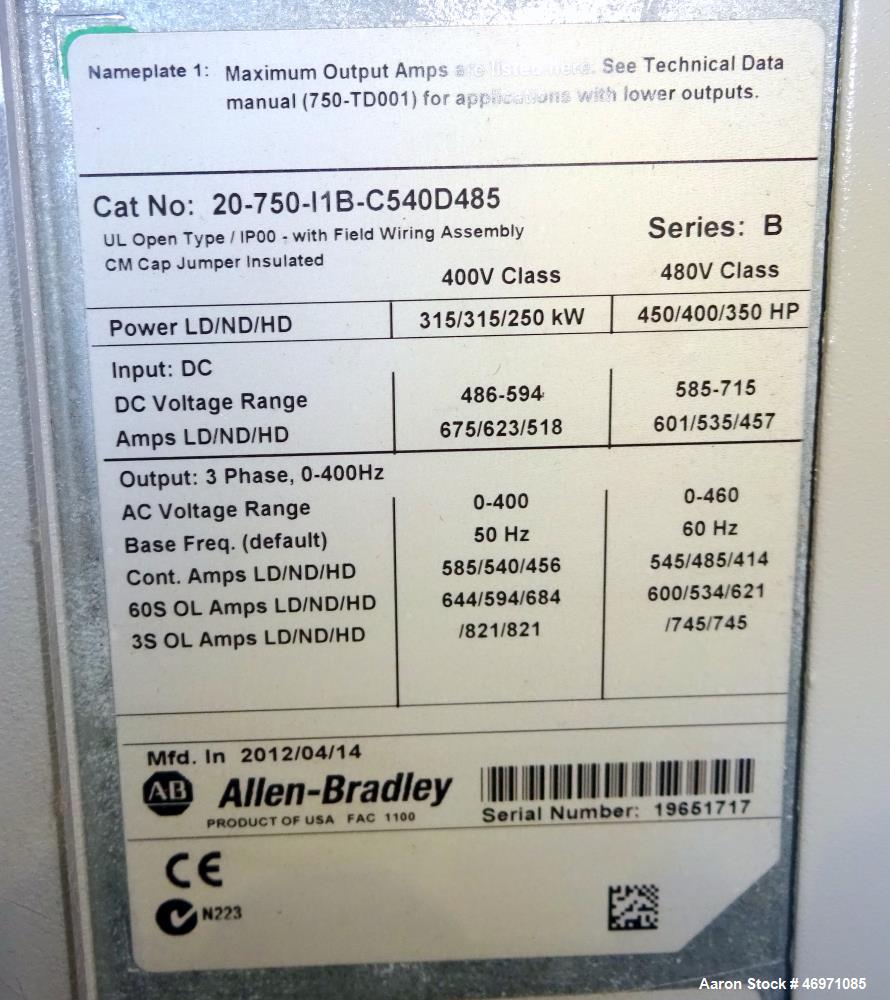 Nameplate 1: Maximum Output Amps are listed here. See Technical Data
manual (750-TD001) for applications with lower outputs.
Cat No: 20-750-I1B-C540D485
UL Open Type / IP00 - with Field Wiring Assembly
Series: B
CM Cap Jumper Insulated
400V Class 480V Class
Power LD/ND/HD 315/315/250 kW 450/400/350 HP
Input: DC
DC Voltage Range 486-594 585-715
Amps LD/ND/HD 675/623/518 601/535/457
Output: 3 Phase, 0-400Hz
AC Voltage Range 0-400 0-460
Base Freq. (default) 50 Hz 60 Hz
Cont. Amps LD/ND/HD 585/540/456 545/485/414
60S OL Amps LD/ND/HD 644/594/684 600/534/621
3S OL Amps LD/ND/HD /821/821 /745/745
Mfd. In 2012/04/14
AB Allen-Bradley
PRODUCT OF USA FAC 1100
Serial Number: 19651717
CE
N223
Aaron Stock # 46971085